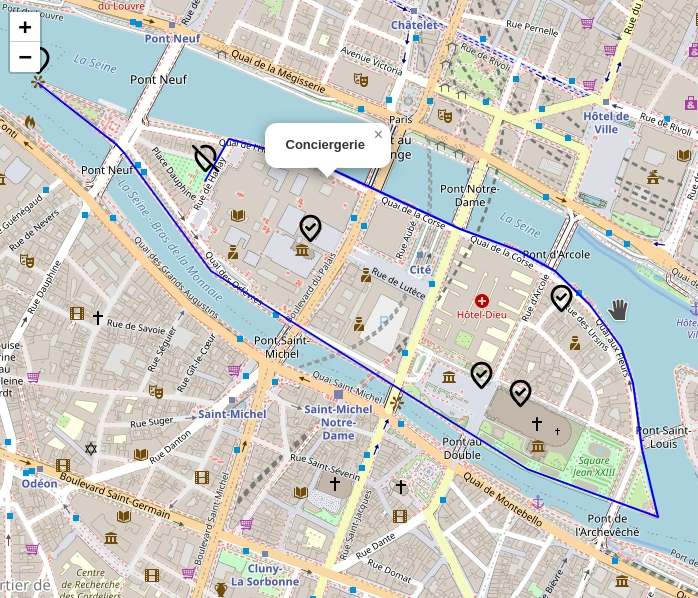 Pont du Louvre
du Louvre
Pont Neuf
Châtelet
Rue Pernelle
Rue de Rivoli
Rue du
+
−
La Seine
Pont Neuf
Quai de la Mégisserie
Avenue Victoria
Hôtel de
Ville
Rue de Rivoli
Paris
Conciergerie
×
Pont Neuf
Place Dauphine
Rue de Harlay
Pont Notre-
Dame
La Seine
Quai de la Corse
Quai de la Corse
Pont d'Arcole
Rue de Nevers
Rue Dauphine
La Seine - Bras de la Monnaie
Quai des Grands Augustins
Quai des Orfèvres
Boulevard du Palais
Rue de Lutèce
Cité
Rue d'Arcole
Rue des Ursins
Quai aux Fleurs
Hôtel-Dieu
P
Rue de Savoie
Rue Séguier
Rue Gît-le-Cœur
Pont Saint-
Michel
Quai Saint-Michel
Saint-Michel
Saint-Michel
Notre-
Dame
Rue Suger
Rue Danton
Pont au
Double
Pont Saint-
Louis
Square
Jean XXIII
Odéon
Boulevard Saint-Germain
Boulevard Saint-Michel
Rue Saint-Séverin
Rue Saint-Jacques
Quai de Montebello
Pont de
l'Archevêché
Rue Dante
Rue Domat
Cluny-
La Sorbonne
Centre
de Recherche
des Cordeliers
rtier de